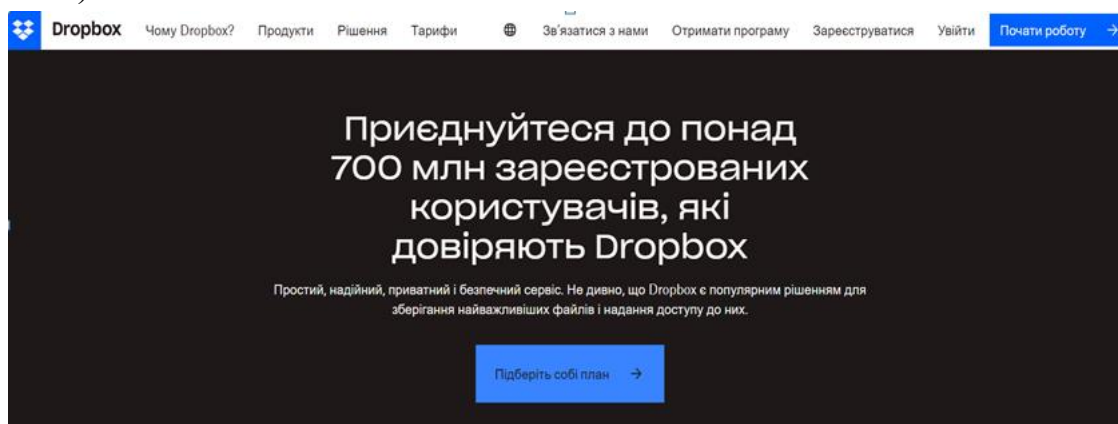 Dropbox Чому Dropbox? Продукти Рішення Тарифи Зв'язатися з нами Отримати програму Зареєструватися Увійти Почати роботу →
Приєднуйтеся до понад
700 млн зареєстрованих
користувачів, які
довіряють Dropbox
Простий, надійний, приватний і безпечний сервіс. Не дивно, що Dropbox є популярним рішенням для
зберігання найважливіших файлів і надання доступу до них.
Підберіть собі план →